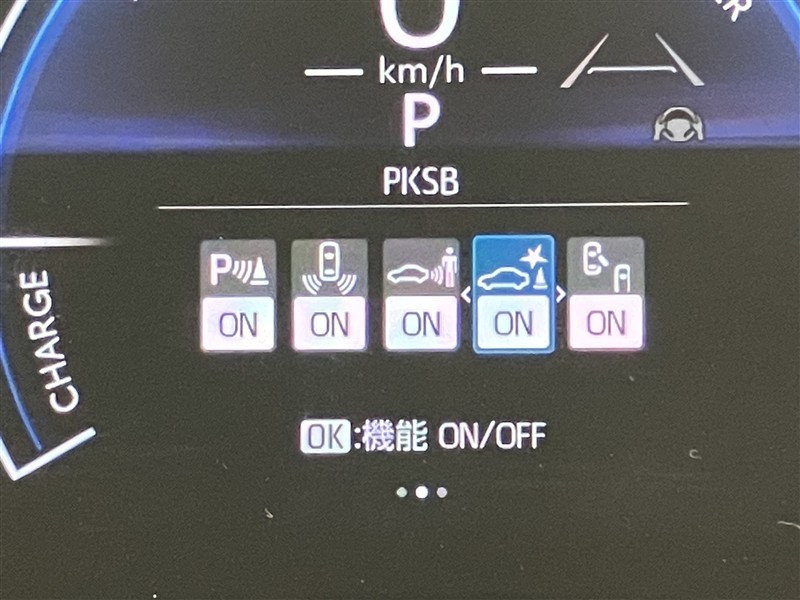 0
km/h
P
PKSB
P
ON ON ON ON ON
CHARGE
OK:機能 ON/OFF